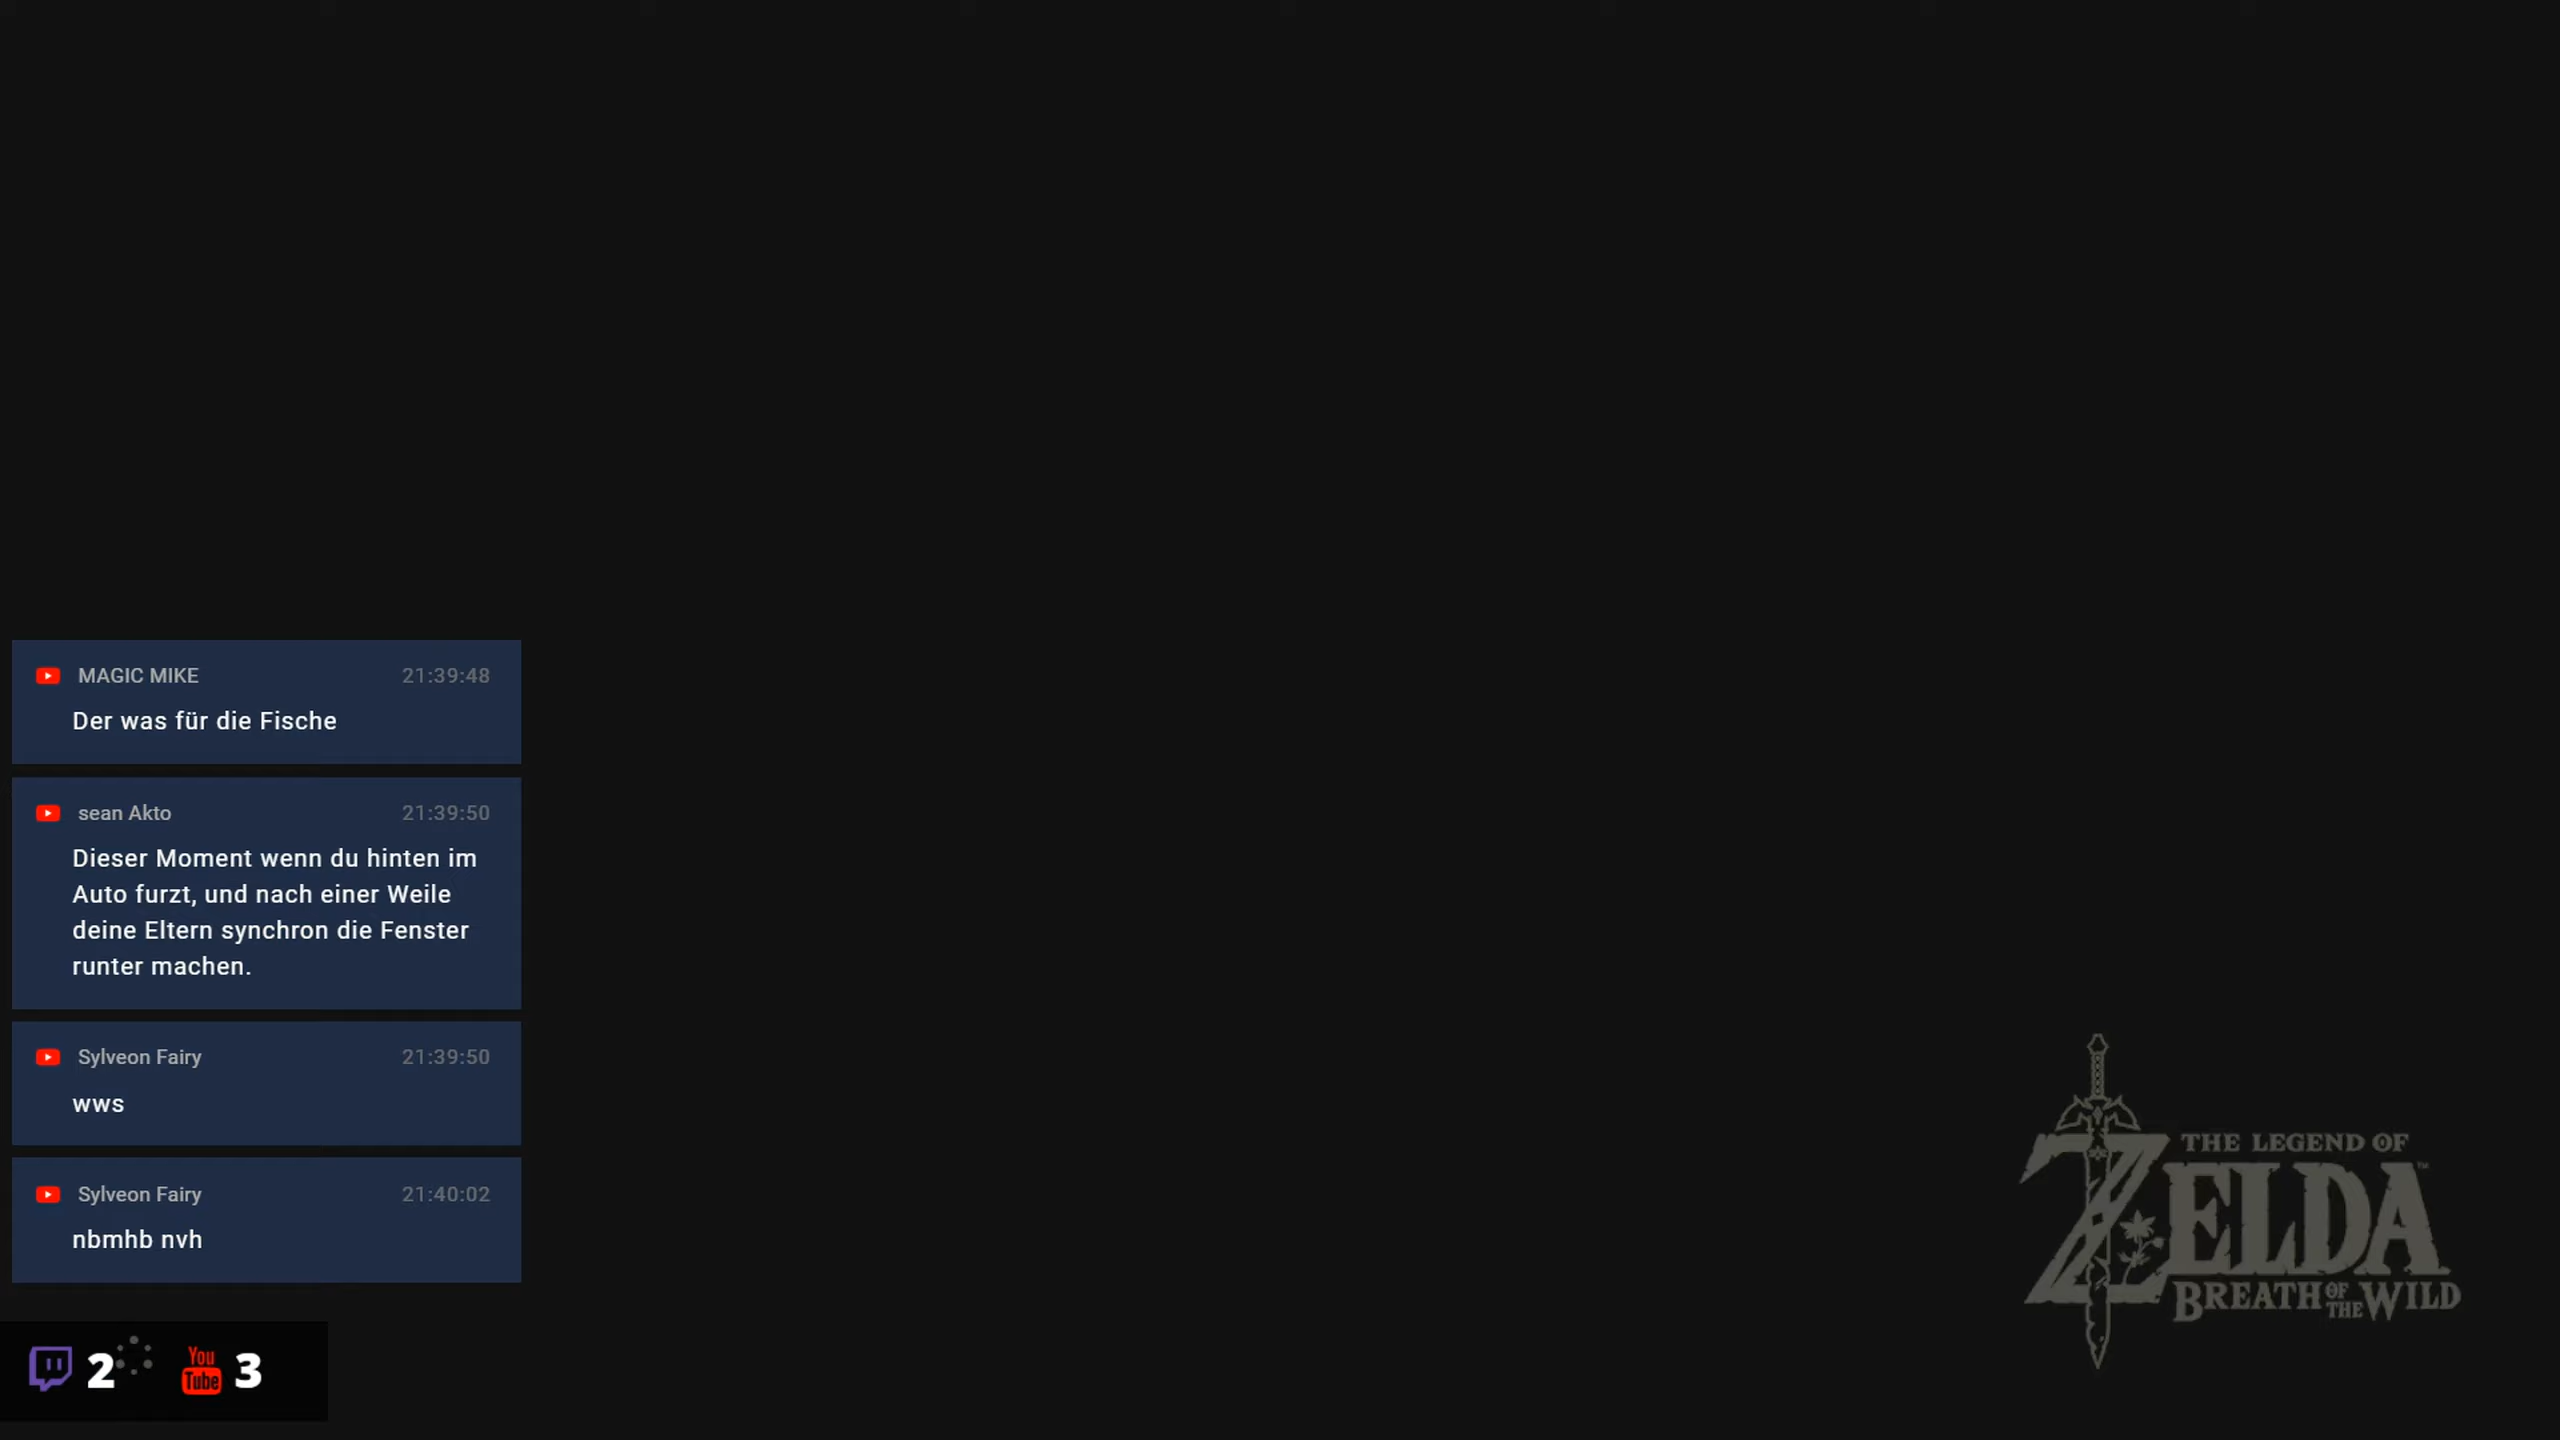 MAGIC MIKE 21:39:48
Der was für die Fische
sean Akto 21:39:50
Dieser Moment wenn du hinten im
Auto furzt, und nach einer Weile
deine Eltern synchron die Fenster
runter machen.
Sylveon Fairy 21:39:50
wws
Sylveon Fairy 21:40:02
nbmhb nvh
2 You Tube 3
THE LEGEND OF
ZELDA™
BREATH OF THE WILD